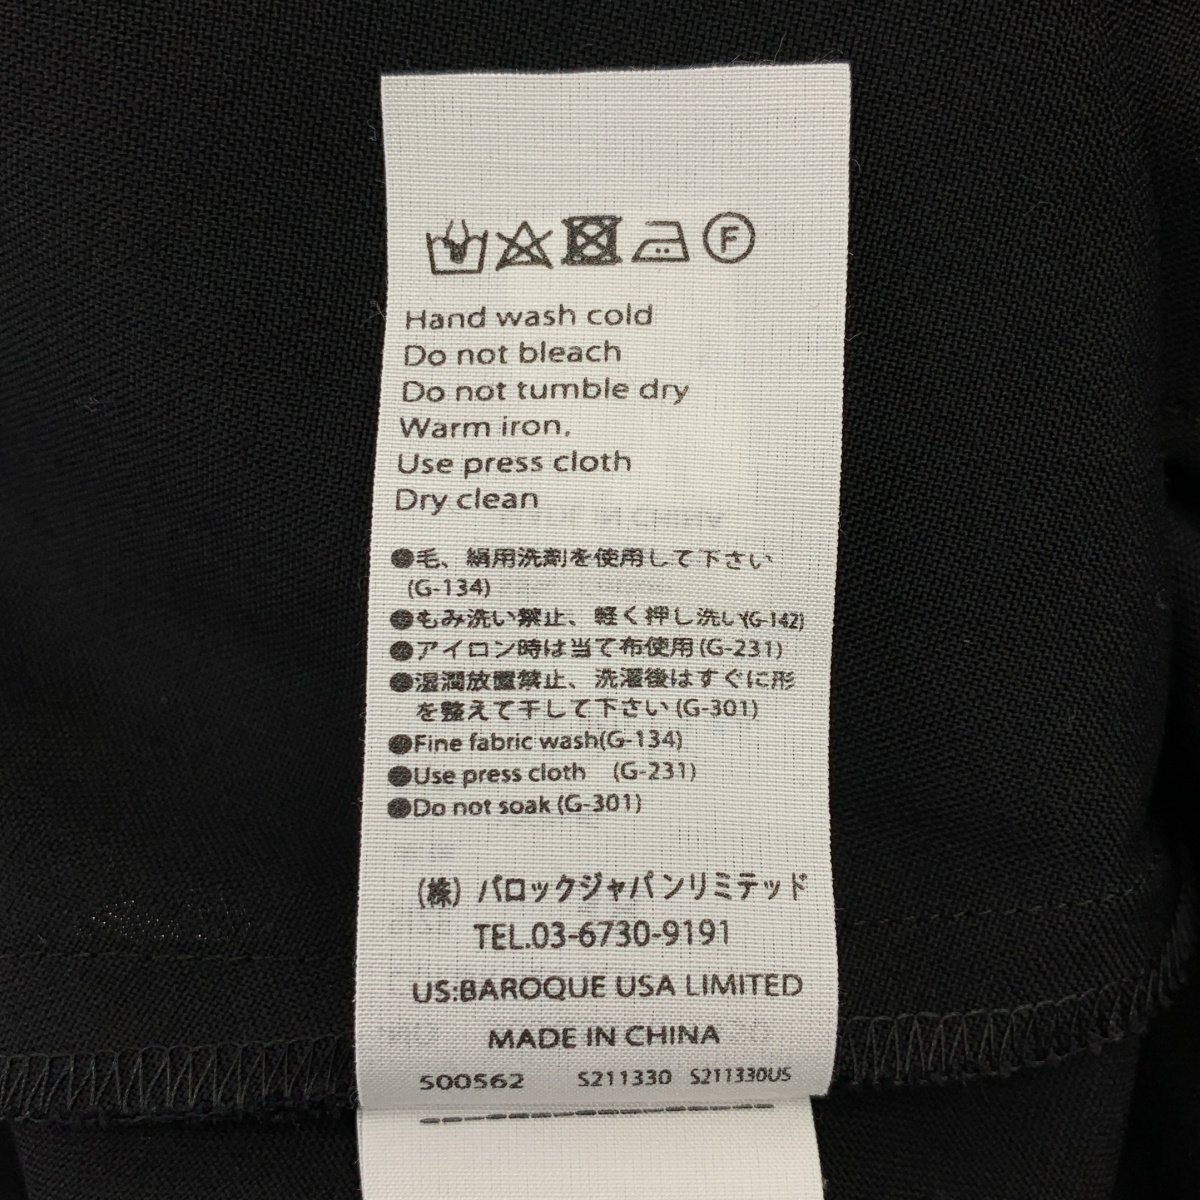 F
Hand wash cold
Do not bleach
Do not tumble dry
Warm iron,
Use press cloth
Dry clean
●毛、絹用洗剤を使用して下さい
(G-134)
●もみ洗い禁止、軽く押し洗い(G-142)
●アイロン時は当て布使用(G-231)
●湿潤放置禁止、洗濯後はすぐに形
を整えて干して下さい(G-301)
●Fine fabric wash(G-134)
●Use press cloth (G-231)
●Do not soak (G-301)
(株) バロックジャパンリミテッド
TEL.03-6730-9191
US:BAROQUE USA LIMITED
MADE IN CHINA
500562 S211330 S211330US